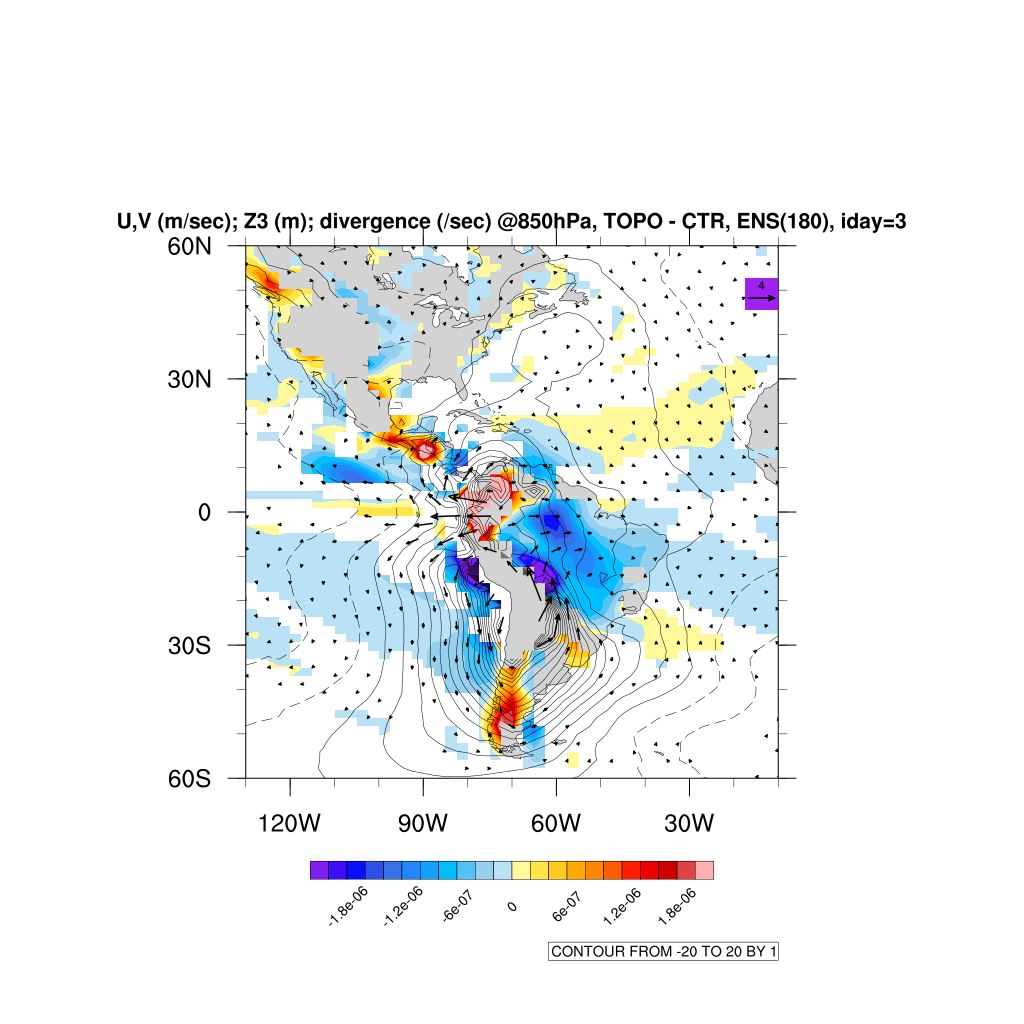 U,V (m/sec); Z3 (m); divergence (/sec) @850hPa, TOPO - CTR, ENS(180), iday=3
60N
4
30N
0
30S
60S
120W 90W 60W 30W
-1.8e-06 -1.2e-06 -6e-07 0 6e-07 1.2e-06 1.8e-06
CONTOUR FROM -20 TO 20 BY 1